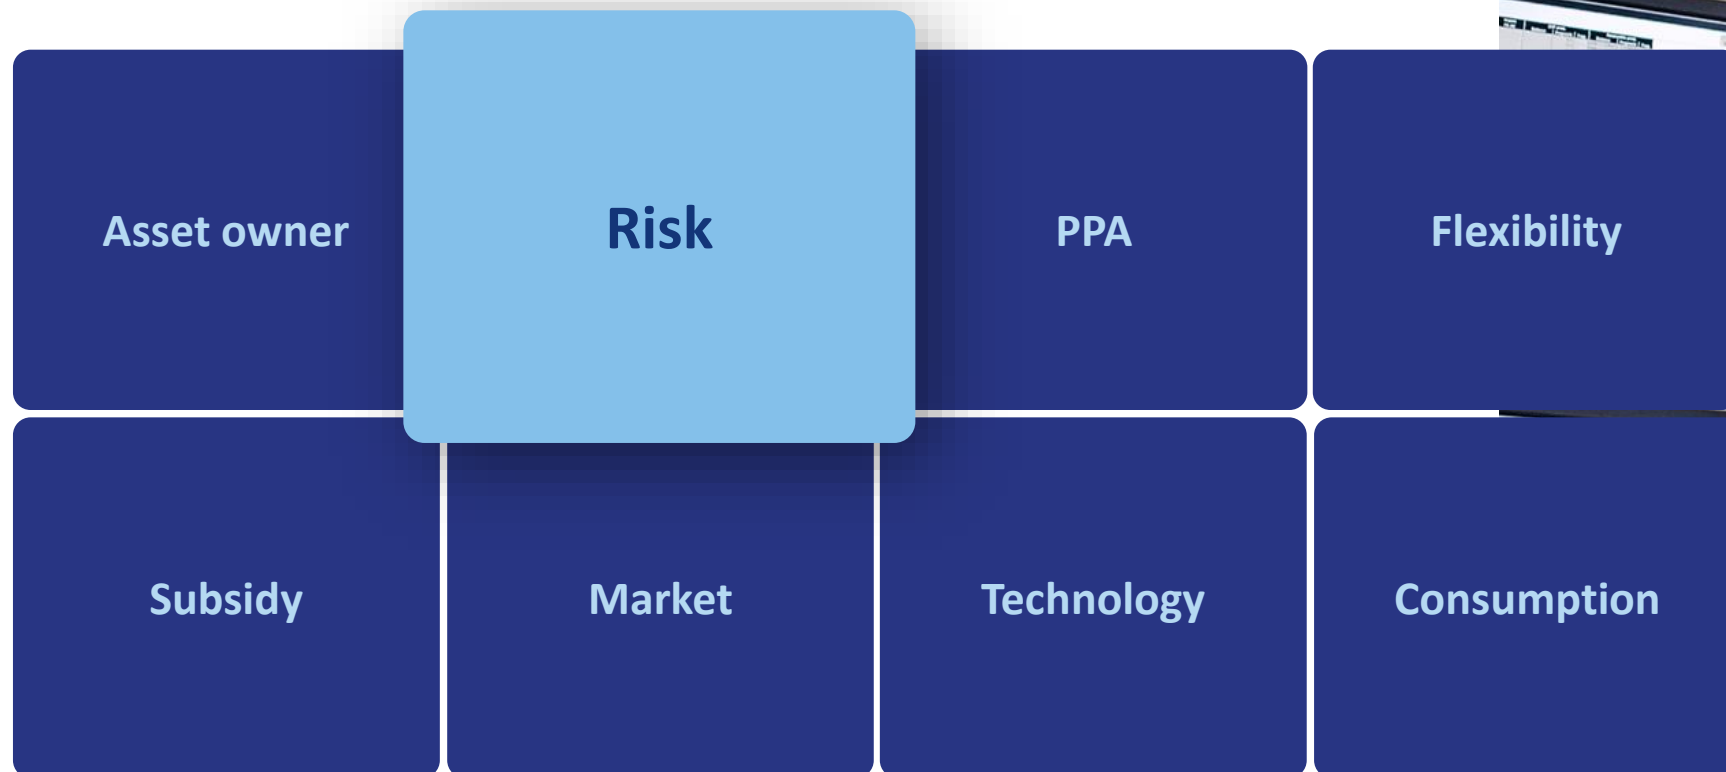 Asset owner
Risk
PPA
Flexibility
Subsidy
Market
Technology
Consumption